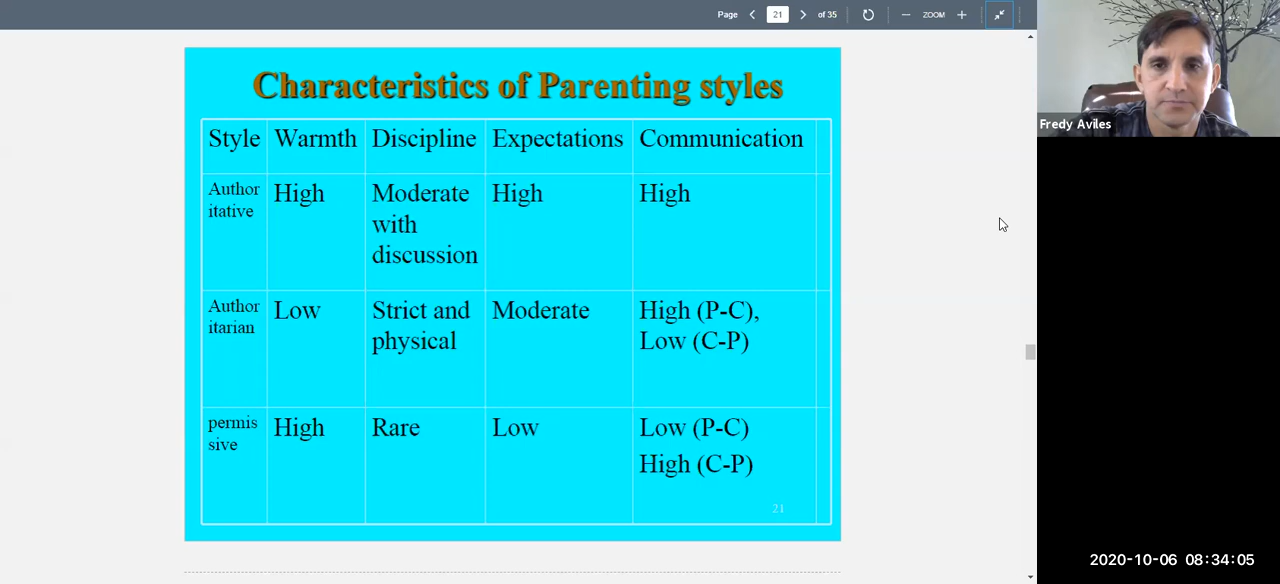 Page 21 of 35 ZOOM
Fredy Aviles
Characteristics of Parenting styles
Style Warmth Discipline Expectations Communication
Author
itative
High
Moderate
with
discussion
High
High
Author
itarian
Low
Strict and
physical
Moderate
High (P-C),
Low (C-P)
permis
sive
High
Rare
Low
Low (P-C)
High (C-P)
21
2020-10-06 08:34:05